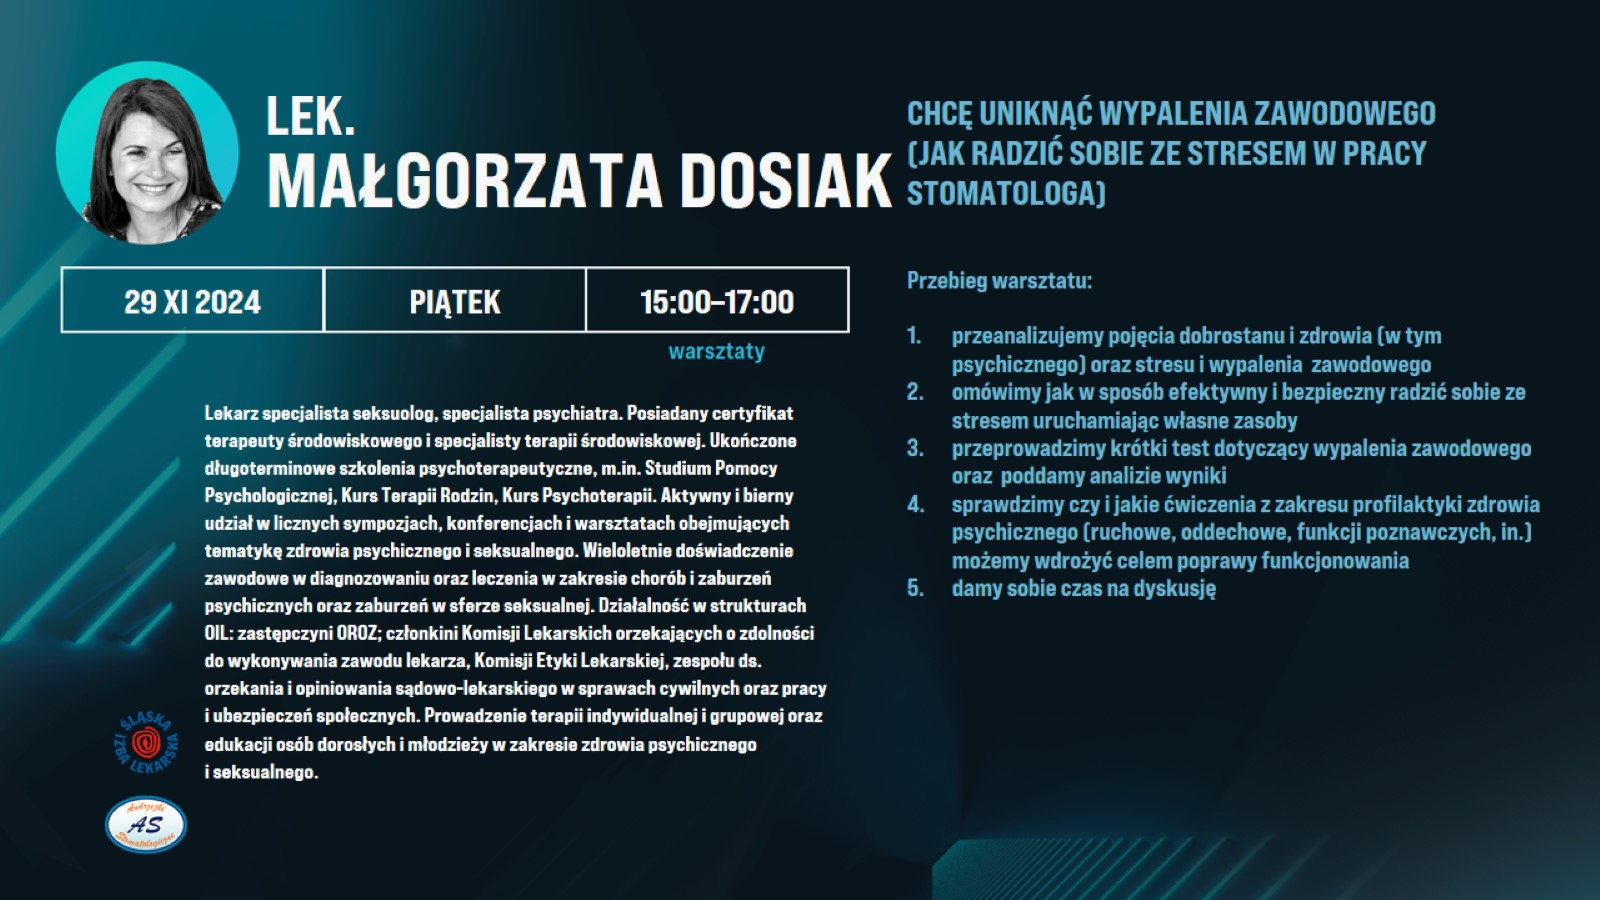 LEK.
MAŁGORZATA DOSIAK
29 XI 2024
PIĄTEK
15:00–17:00
warsztaty
Lekarz specjalista seksuolog, specjalista psychiatra. Posiadany certyfikat
terapeuty środowiskowego i specjalisty terapii środowiskowej. Ukończone
długoterminowe szkolenia psychoterapeutyczne, m.in. Studium Pomocy
Psychologicznej, Kurs Terapii Rodzin, Kurs Psychoterapii. Aktywny i bierny
udział w licznych sympozjach, konferencjach i warsztatach obejmujących
tematykę zdrowia psychicznego i seksualnego. Wieloletnie doświadczenie
zawodowe w diagnozowaniu oraz leczenia w zakresie chorób i zaburzeń
psychicznych oraz zaburzeń w sferze seksualnej. Działalność w strukturach
OIL: zastępczyni OROZ; członkini Komisji Lekarskich orzekających o zdolności
do wykonywania zawodu lekarza, Komisji Etyki Lekarskiej, zespołu ds.
orzekania i opiniowania sądowo-lekarskiego w sprawach cywilnych oraz pracy
i ubezpieczeń społecznych. Prowadzenie terapii indywidualnej i grupowej oraz
edukacji osób dorosłych i młodzieży w zakresie zdrowia psychicznego
i seksualnego.
ŚLĄSKA
IZBA LEKARSKA
Andrzejki
AS
Stomatologiczne
CHCĘ UNIKNĄĆ WYPALENIA ZAWODOWEGO
(JAK RADZIĆ SOBIE ZE STRESEM W PRACY
STOMATOLOGA)
Przebieg warsztatu:
1. przeanalizujemy pojęcia dobrostanu i zdrowia (w tym
psychicznego) oraz stresu i wypalenia zawodowego
2. omówimy jak w sposób efektywny i bezpieczny radzić sobie ze
stresem uruchamiając własne zasoby
3. przeprowadzimy krótki test dotyczący wypalenia zawodowego
oraz poddamy analizie wyniki
4. sprawdzimy czy i jakie ćwiczenia z zakresu profilaktyki zdrowia
psychicznego (ruchowe, oddechowe, funkcji poznawczych, in.)
możemy wdrożyć celem poprawy funkcjonowania
5. damy sobie czas na dyskusję